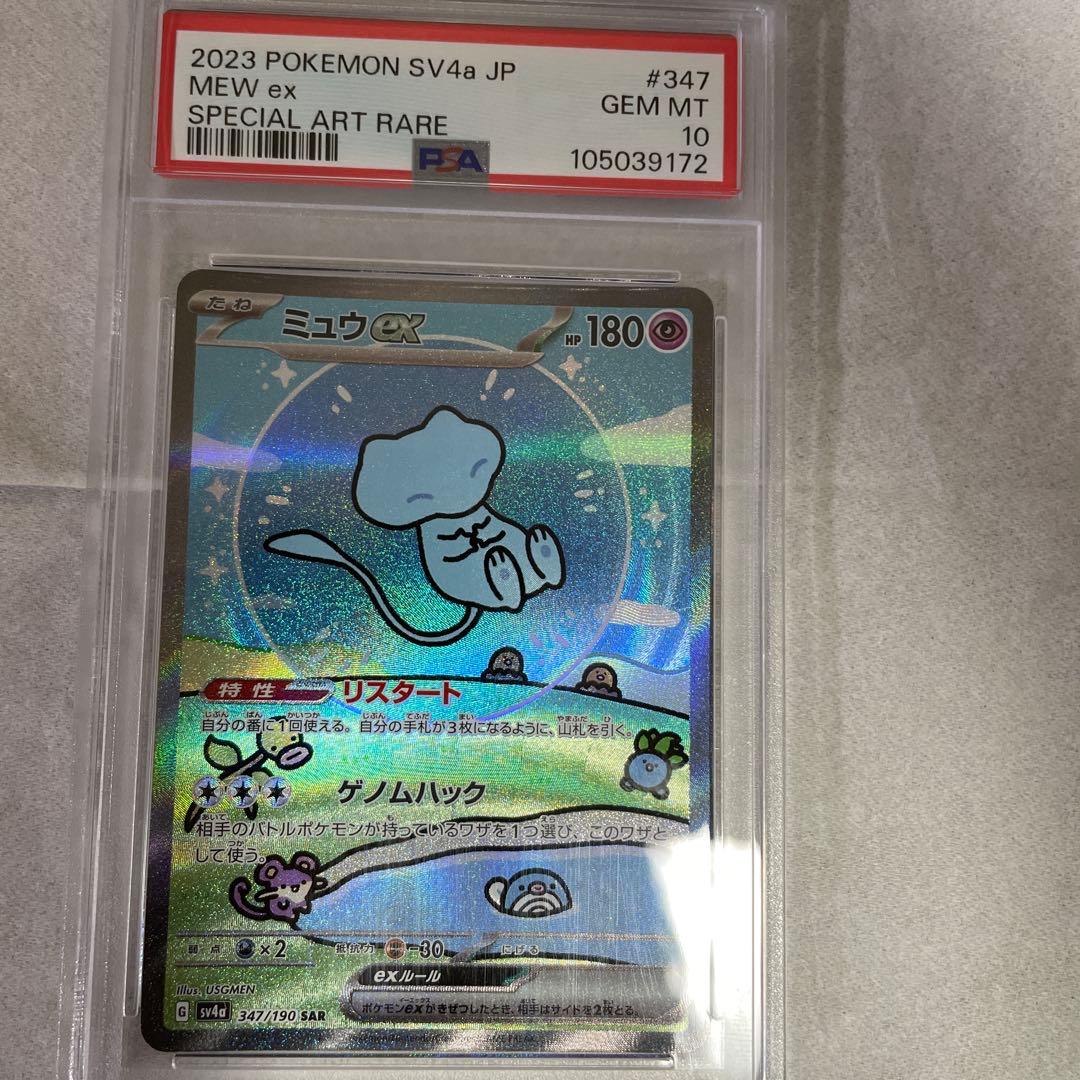 2023 POKEMON SV4a JP #347
MEW ex GEM MT
SPECIAL ART RARE 10
PSA 105039172
たね
ミュウex HP 180
特性 リスタート
自分の番に1回使える。自分の手札が3枚になるように、山札を引く。
ゲノムハック
相手のバトルポケモンが持っているワザを1つ選び、このワザと
して使う。
弱点 ×2 抵抗力 -30 にげる
exルール
ポケモンexがきぜつしたとき、相手はサイドを2枚とる。
Illus. USGMEN
G sv4a 347/190 SAR